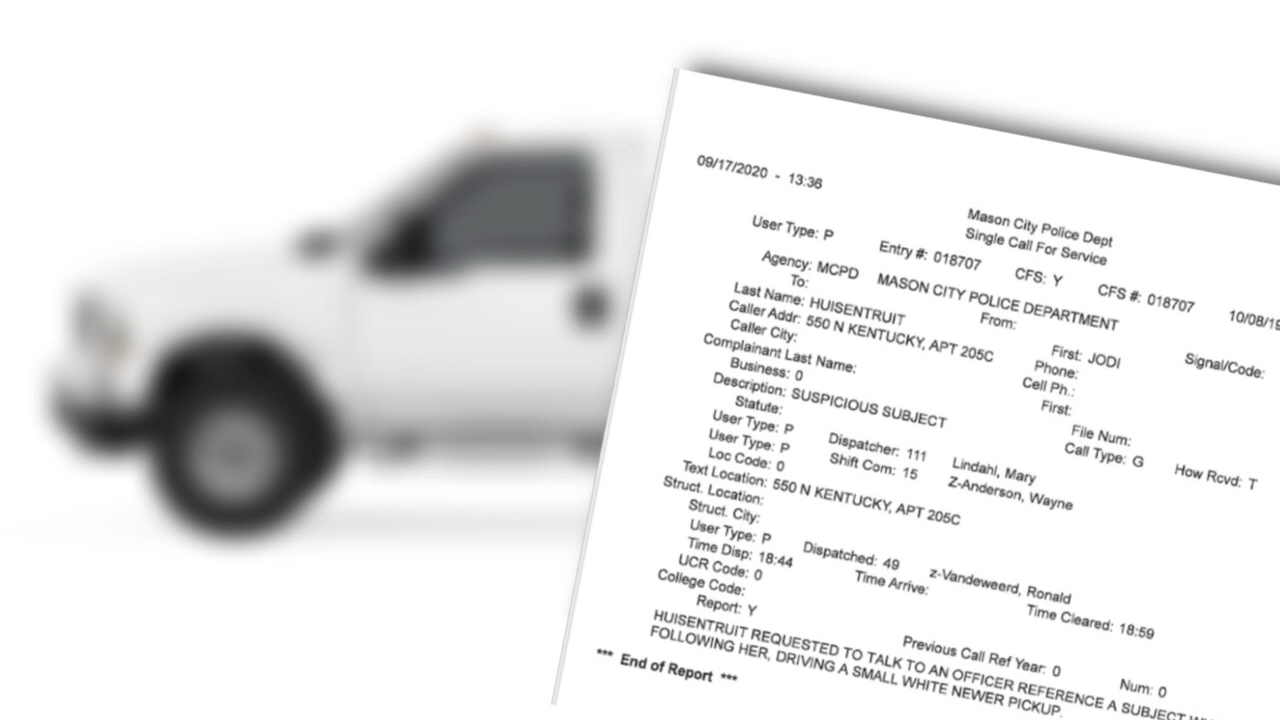 09/17/2020 - 13:36
Mason City Police Dept
Single Call For Service
User Type: P Entry #: 018707 CFS: Y CFS #: 018707 10/08/19
Agency: MCPD MASON CITY POLICE DEPARTMENT
To: From: Signal/Code:
Last Name: HUISENTRUIT First: JODI
Caller Addr: 550 N KENTUCKY, APT 205C Phone:
Caller City: Cell Ph.:
Complainant Last Name: First:
Business: 0 File Num:
Description: SUSPICIOUS SUBJECT Call Type: G How Rcvd: T
Statute:
User Type: P Dispatcher: 111 Lindahl, Mary
User Type: P Shift Com: 15 Z-Anderson, Wayne
Loc Code: 0
Text Location: 550 N KENTUCKY, APT 205C
Struct. Location:
Struct. City:
User Type: P Dispatched: 49 z-Vandeweerd, Ronald
Time Disp: 18:44 Time Arrive: Time Cleared: 18:59
UCR Code: 0
College Code:
Report: Y Previous Call Ref Year: 0 Num: 0
HUISENTRUIT REQUESTED TO TALK TO AN OFFICER REFERENCE A SUBJECT
FOLLOWING HER, DRIVING A SMALL WHITE NEWER PICKUP.
*** End of Report ***